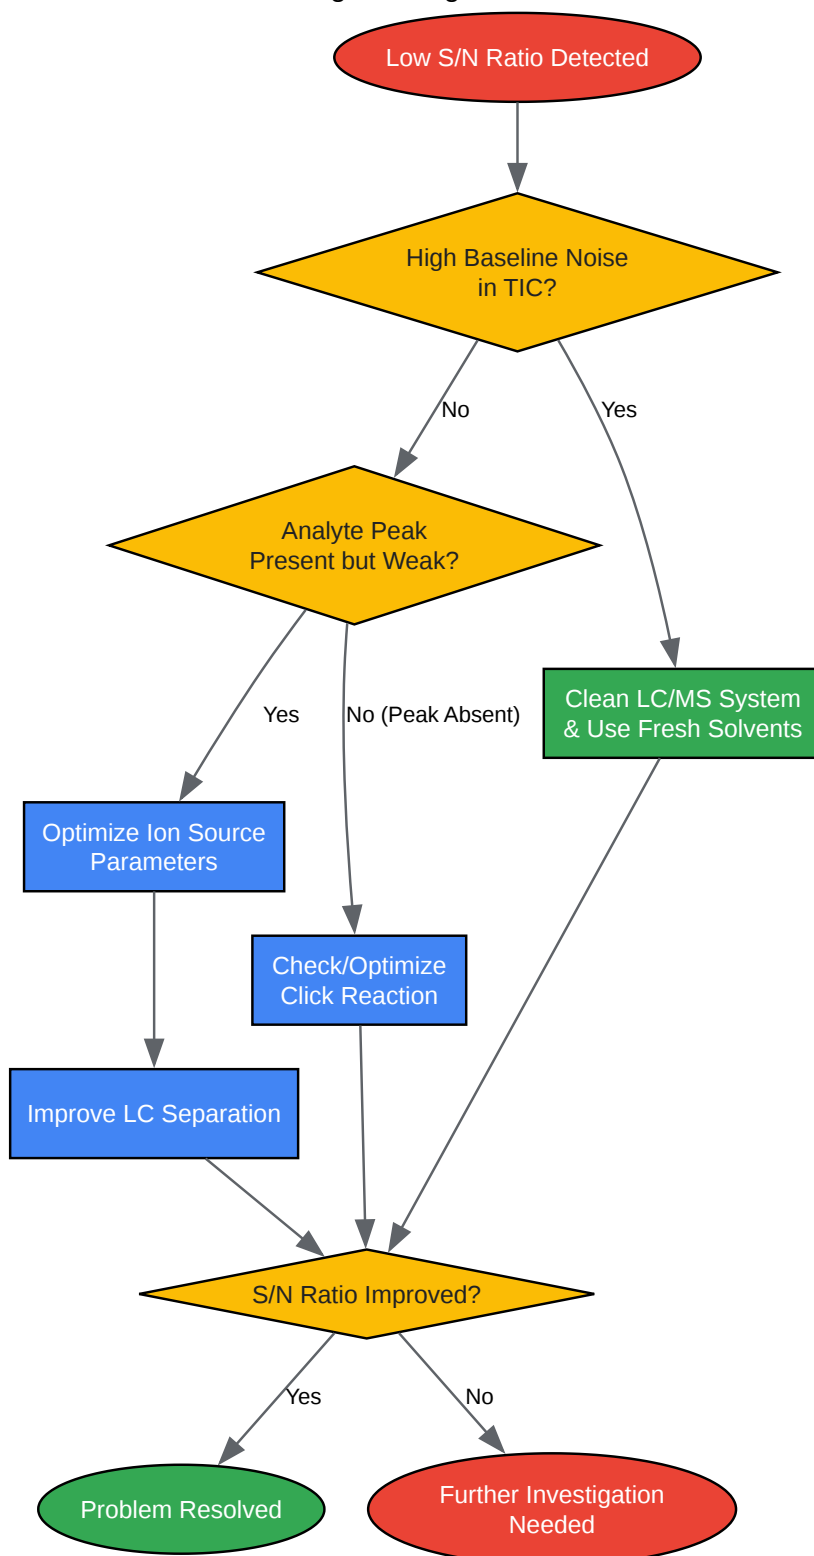 Low S/N Ratio Detected
High Baseline Noise
in TIC?
No
Yes
Analyte Peak
Present but Weak?
Yes
No (Peak Absent)
Clean LC/MS System
& Use Fresh Solvents
Optimize Ion Source
Parameters
Check/Optimize
Click Reaction
Improve LC Separation
S/N Ratio Improved?
Yes
No
Problem Resolved
Further Investigation
Needed